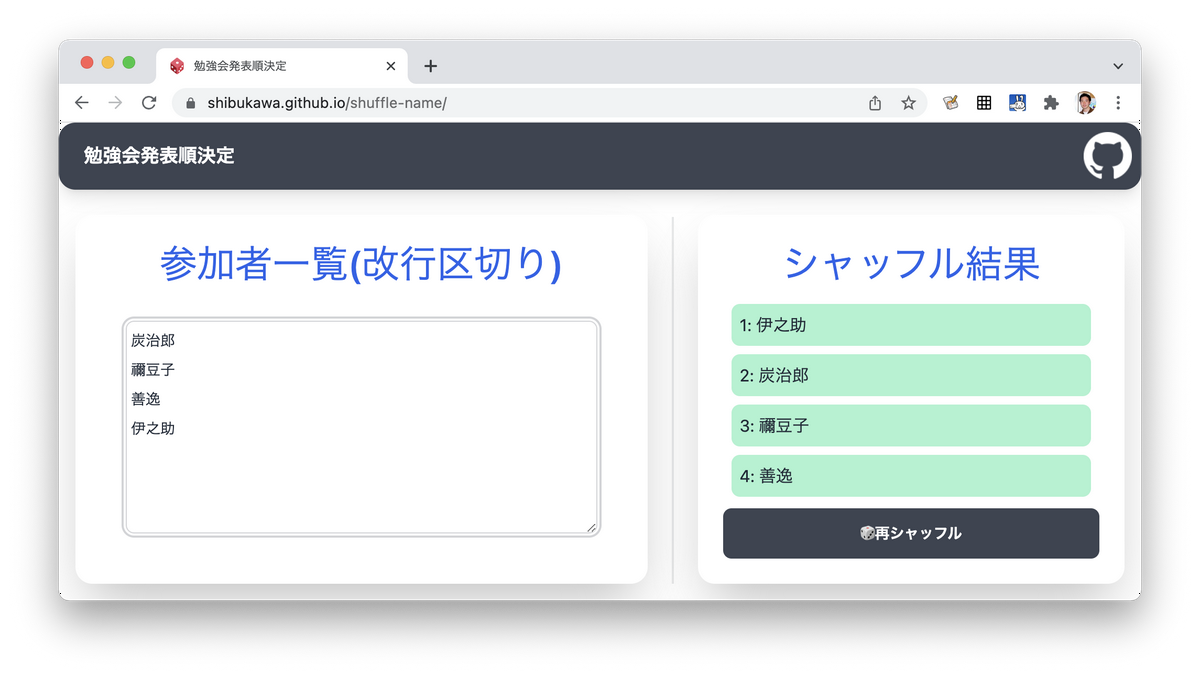 勉強会発表順決定
shibukawa.github.io/shuffle-name/
勉強会発表順決定
参加者一覧(改行区切り)
炭治郎
禰豆子
善逸
伊之助
シャッフル結果
1: 伊之助
2: 炭治郎
3: 禰豆子
4: 善逸
🎲再シャッフル